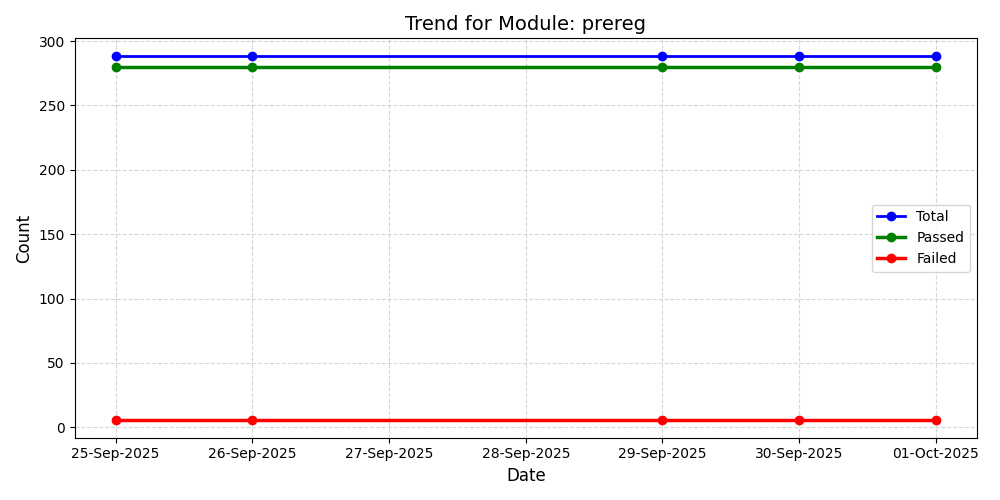 Trend for Module: prereg
300
250
200
150
100
50
0
Count
Total
Passed
Failed
25-Sep-2025 26-Sep-2025 27-Sep-2025 28-Sep-2025 29-Sep-2025 30-Sep-2025 01-Oct-2025
Date